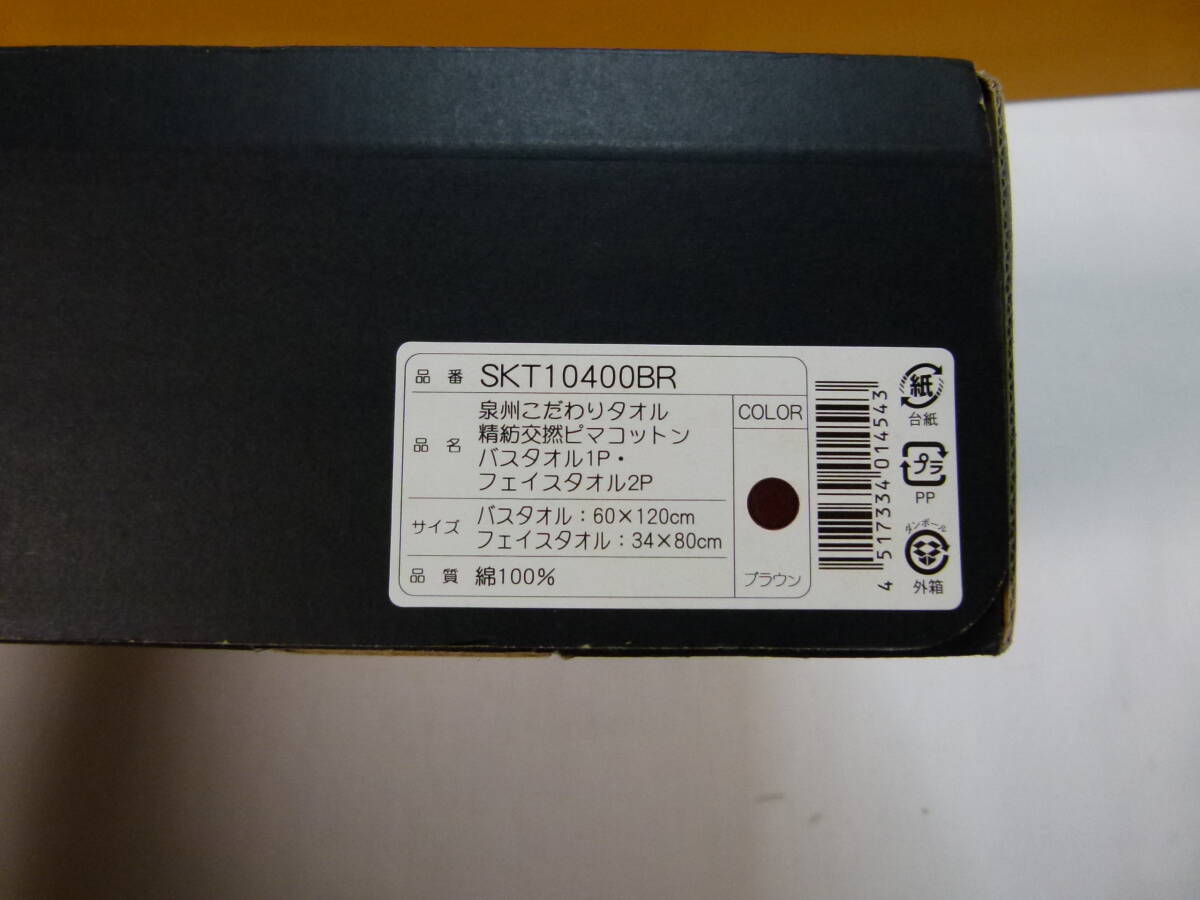 品番 SKT10400BR
品名 泉州こだわりタオル
精紡交撚ピマコットン
バスタオル1P・
フェイスタオル2P
サイズ バスタオル：60×120cm
フェイスタオル：34×80cm
品質 綿100%
COLOR
ブラウン
4517334014543
紙
台紙
プラ
PP
ダンボール
外箱